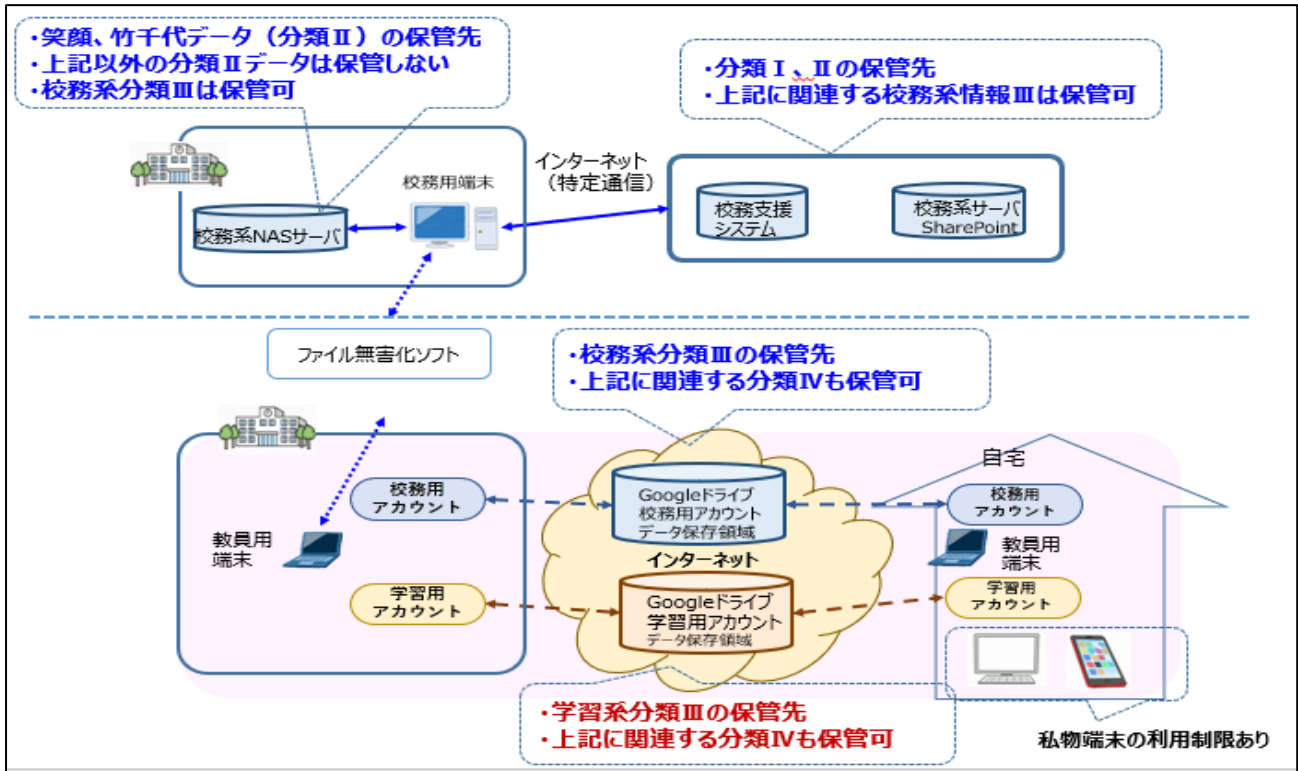 ・笑顔、竹千代データ（分類Ⅱ）の保管先
・上記以外の分類Ⅱデータは保管しない
・校務系分類Ⅲは保管可
・分類Ⅰ、Ⅱの保管先
・上記に関連する校務系情報Ⅲは保管可
校務用端末
インターネット
（特定通信）
校務系NASサーバ
校務支援
システム
校務系サーバ
SharePoint
ファイル無害化ソフト
・校務系分類Ⅲの保管先
・上記に関連する分類Ⅳも保管可
自宅
校務用
アカウント
Googleドライブ
校務用アカウント
データ保存領域
校務用
アカウント
教員用
端末
インターネット
教員用
端末
学習用
アカウント
Googleドライブ
学習用アカウント
データ保存領域
学習用
アカウント
・学習系分類Ⅲの保管先
・上記に関連する分類Ⅳも保管可
私物端末の利用制限あり